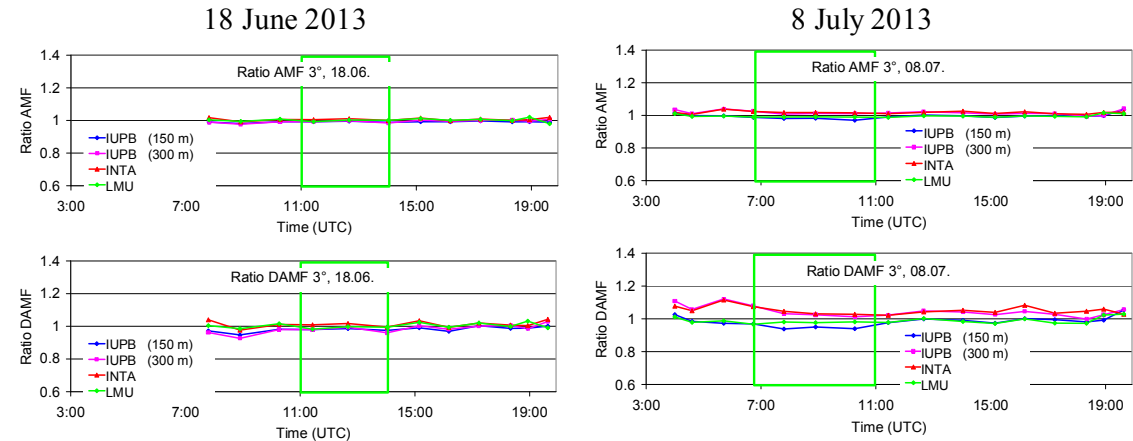 18 June 2013
8 July 2013
Ratio AMF 3°, 18.06.
Ratio AMF
1.4
1.2
1
0.8
0.6
IUPB (150 m)
IUPB (300 m)
INTA
LMU
3:00 7:00 11:00 15:00 19:00
Time (UTC)
Ratio AMF 3°, 08.07.
Ratio AMF
1.4
1.2
1
0.8
0.6
IUPB (150 m)
IUPB (300 m)
INTA
LMU
3:00 7:00 11:00 15:00 19:00
Time (UTC)
Ratio DAMF 3°, 18.06.
Ratio DAMF
1.4
1.2
1
0.8
0.6
IUPB (150 m)
IUPB (300 m)
INTA
LMU
3:00 7:00 11:00 15:00 19:00
Time (UTC)
Ratio DAMF 3°, 08.07.
Ratio DAMF
1.4
1.2
1
0.8
0.6
IUPB (150 m)
IUPB (300 m)
INTA
LMU
3:00 7:00 11:00 15:00 19:00
Time (UTC)